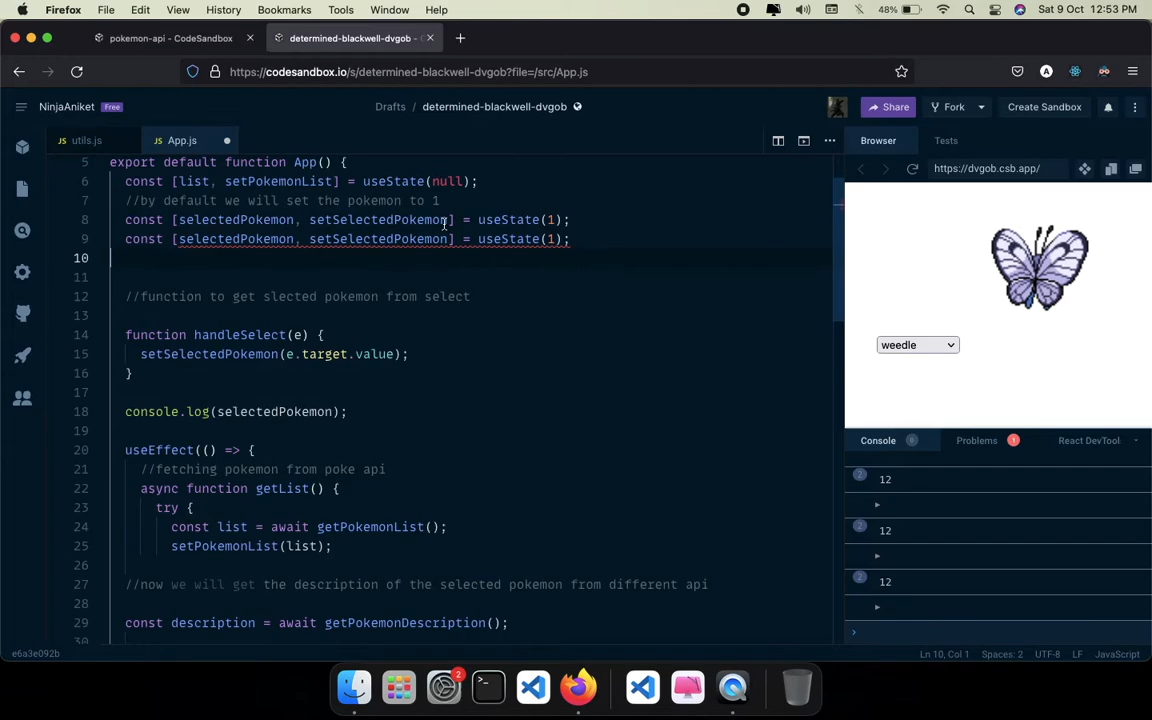 Firefox File Edit View History Bookmarks Tools Window Help 48% Sat 9 Oct 12:53 PM
pokemon-api - CodeSandbox determined-blackwell-dvgob -
https://codesandbox.io/s/determined-blackwell-dvgob?file=/src/App.js
NinjaAniket Free Drafts / determined-blackwell-dvgob Share Fork Create Sandbox
utils.js App.js Browser Tests
https://dvgob.csb.app/
5 export default function App() {
6 const [list, setPokemonList] = useState(null);
7 //by default we will set the pokemon to 1
8 const [selectedPokemon, setSelectedPokemon] = useState(1);
9 const [selectedPokemon, setSelectedPokemon] = useState(1);
10
11
12 //function to get slected pokemon from select
13
14 function handleSelect(e) {
15 setSelectedPokemon(e.target.value);
16 }
17
18 console.log(selectedPokemon);
19
20 useEffect(() => {
21 //fetching pokemon from poke api
22 async function getList() {
23 try {
24 const list = await getPokemonList();
25 setPokemonList(list);
26
27 //now we will get the description of the selected pokemon from different api
28
29 const description = await getPokemonDescription();
30
weedle
Console 0 Problems 1 React DevTool
2 12
2 12
2 12
e6a3e092b Ln 10, Col 1 Spaces: 2 UTF-8 LF JavaScript
2